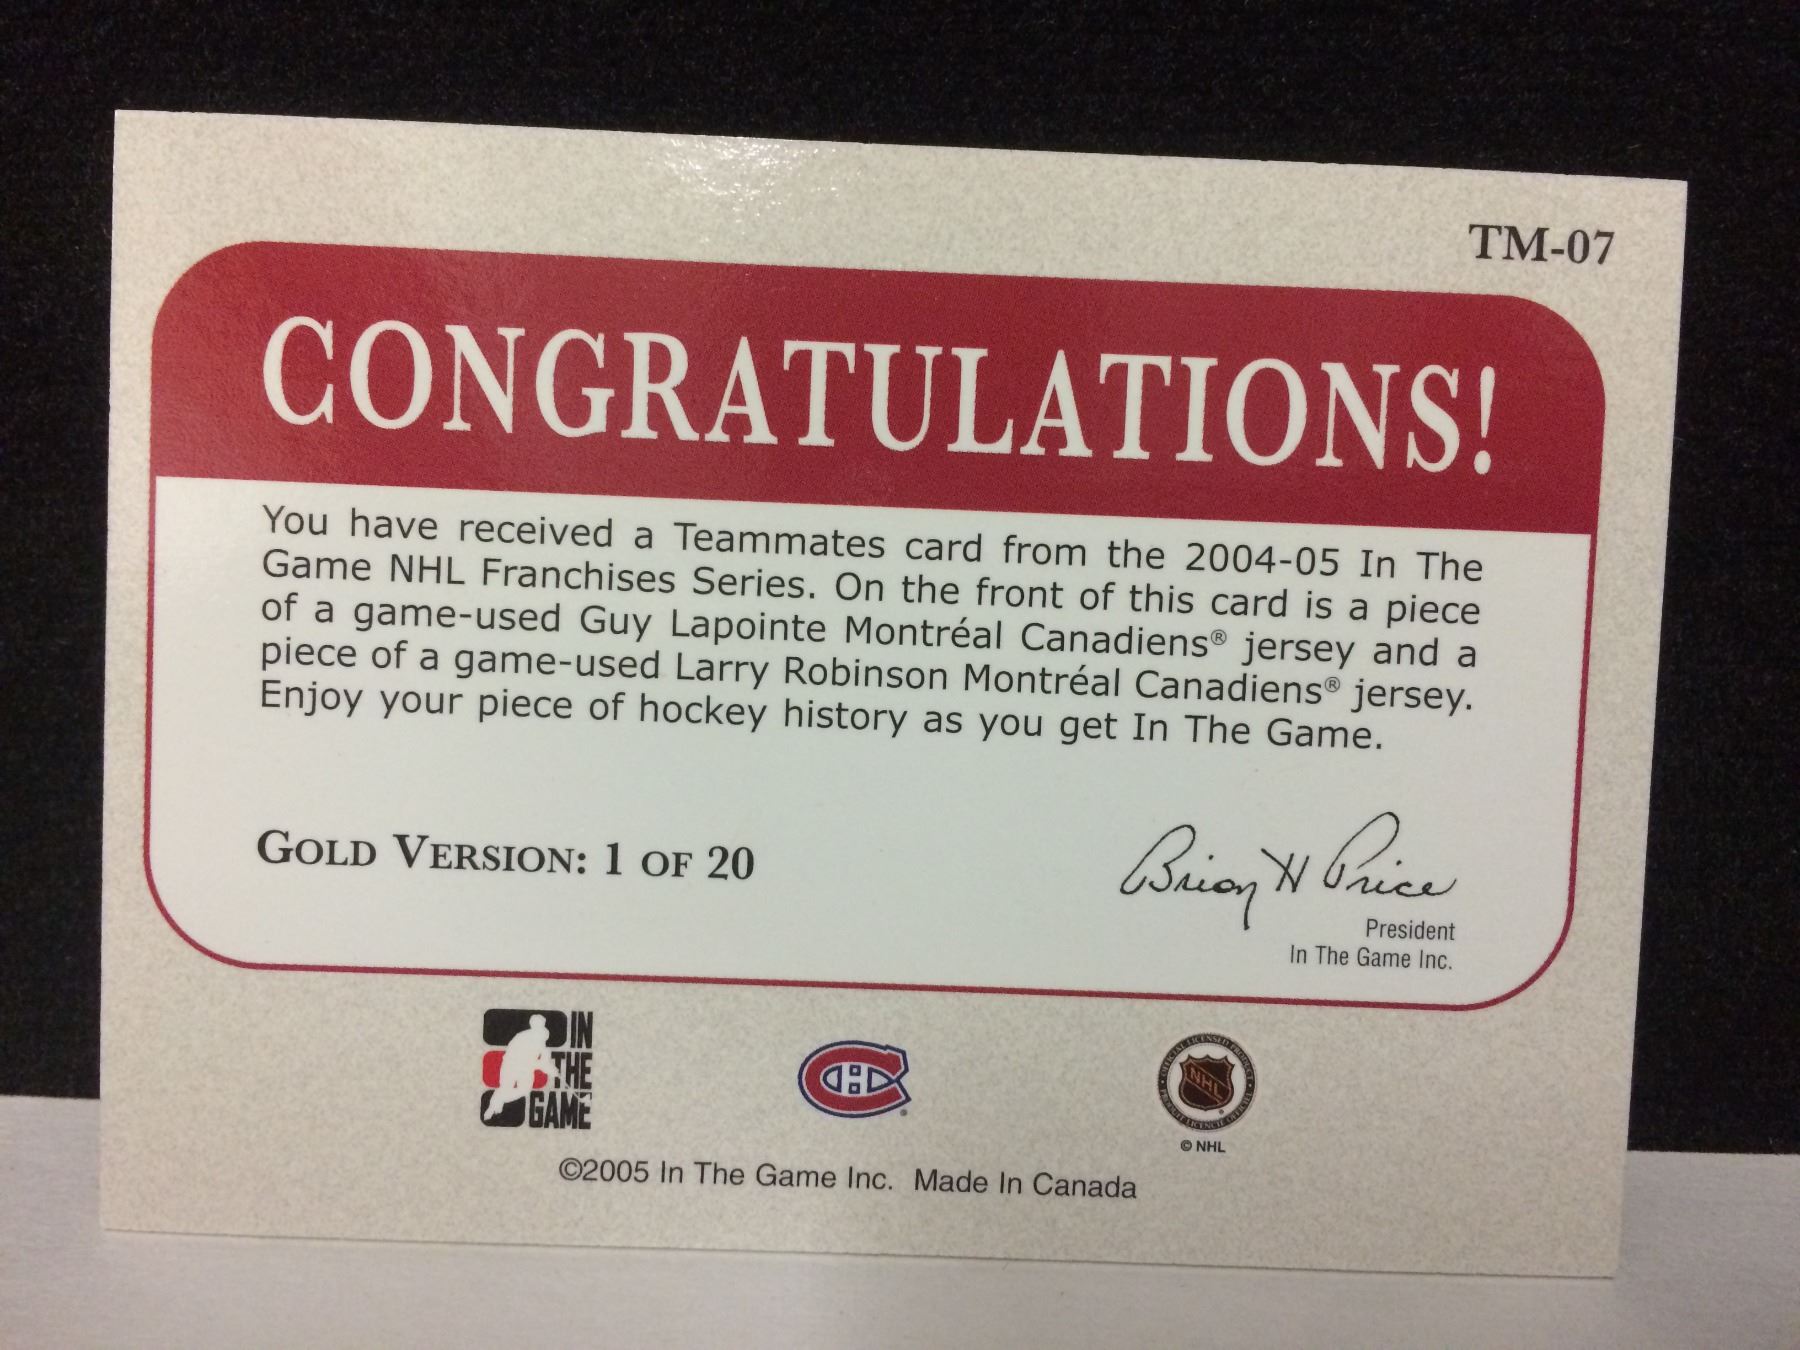 TM-07
CONGRATULATIONS!
You have received a Teammates card from the 2004-05 In The
Game NHL Franchises Series. On the front of this card is a piece
of a game-used Guy Lapointe Montréal Canadiens® jersey and a
piece of a game-used Larry Robinson Montréal Canadiens® jersey.
Enjoy your piece of hockey history as you get In The Game.
GOLD VERSION: 1 OF 20
Brian H Price
President
In The Game Inc.
IN
THE
GAME
NHL
© NHL
©2005 In The Game Inc. Made In Canada